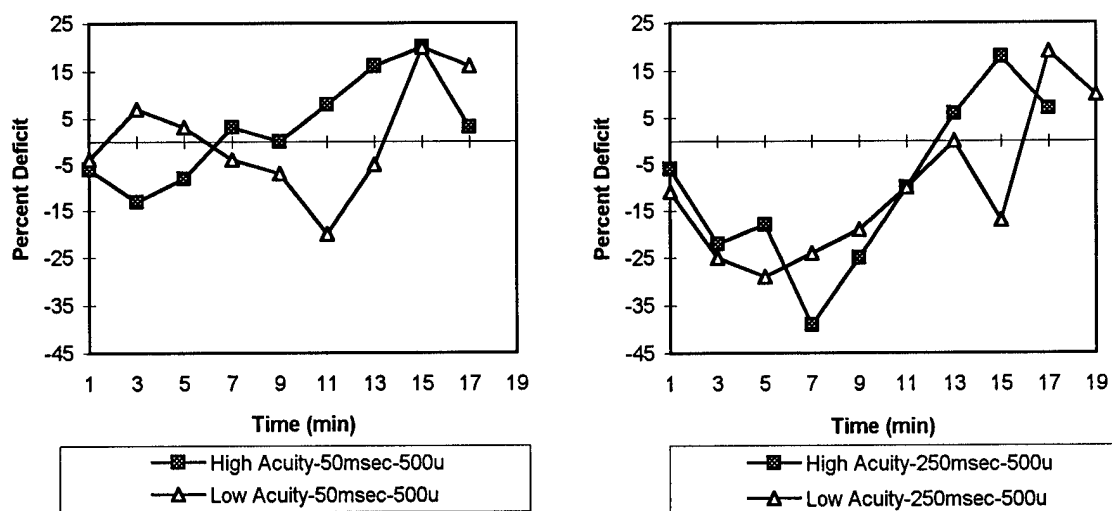 25
15
5
-5
-15
-25
-35
-45
Percent Deficit
1 3 5 7 9 11 13 15 17 19
Time (min)
High Acuity-50msec-500u
Low Acuity-50msec-500u
25
15
5
-5
-15
-25
-35
-45
Percent Deficit
1 3 5 7 9 11 13 15 17 19
Time (min)
High Acuity-250msec-500u
Low Acuity-250msec-500u